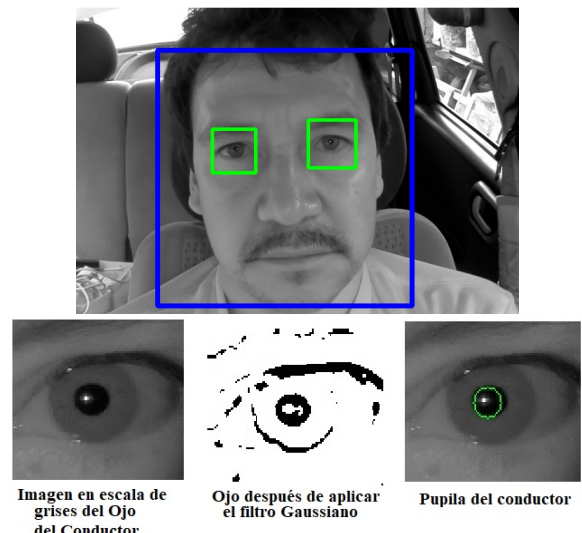 Imagen en escala de
grises del Ojo
del Conductor
Ojo después de aplicar
el filtro Gaussiano
Pupila del conductor